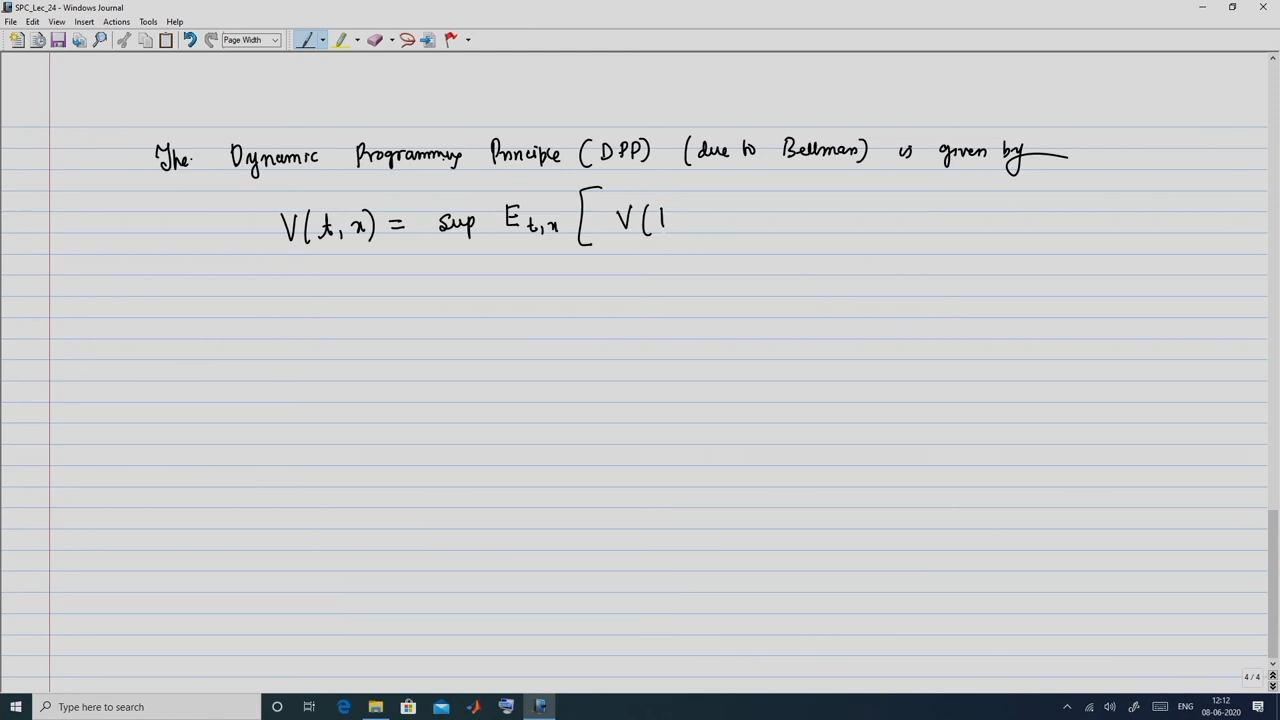 SPC_Lec_24 - Windows Journal
File Edit View Insert Actions Tools Help
Page Width
The Dynamic Programming Principle (DPP) (due to Bellman) is given by
V(t, x) = sup E_{t,x} [ V(
4 / 4
Type here to search
ENG
12:12
08-06-2020